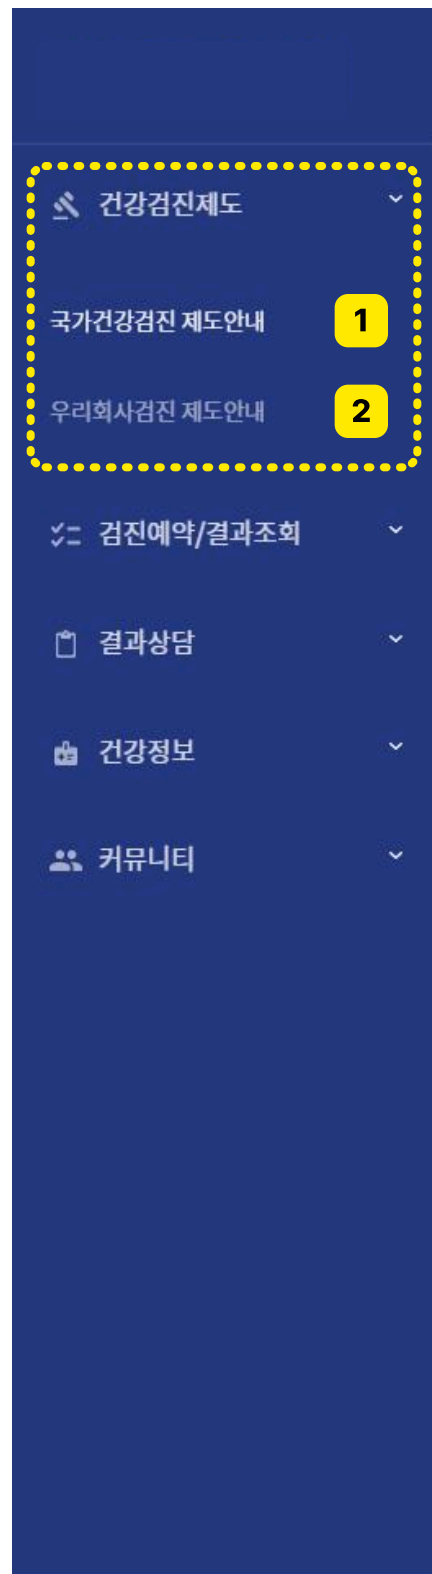 건강검진제도
국가건강검진 제도안내 1
우리회사검진 제도안내 2
검진예약/결과조회
결과상담
건강정보
커뮤니티